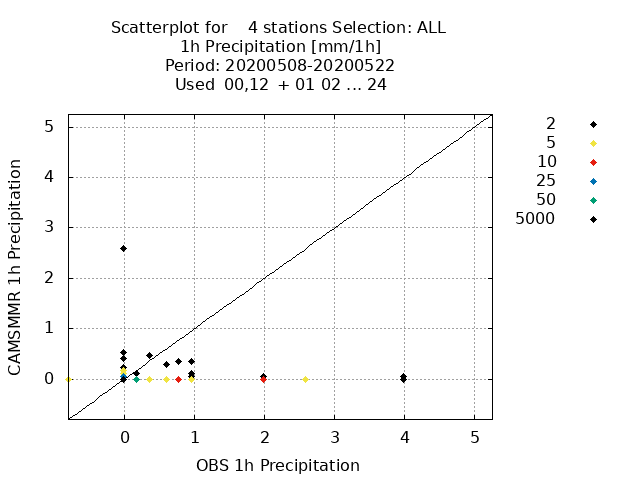 Scatterplot for 4 stations Selection: ALL
1h Precipitation [mm/1h]
Period: 20200508-20200522
Used 00,12 + 01 02 ... 24
2
5
10
25
50
5000
CAMSMMR 1h Precipitation
5
4
3
2
1
0
0 1 2 3 4 5
OBS 1h Precipitation